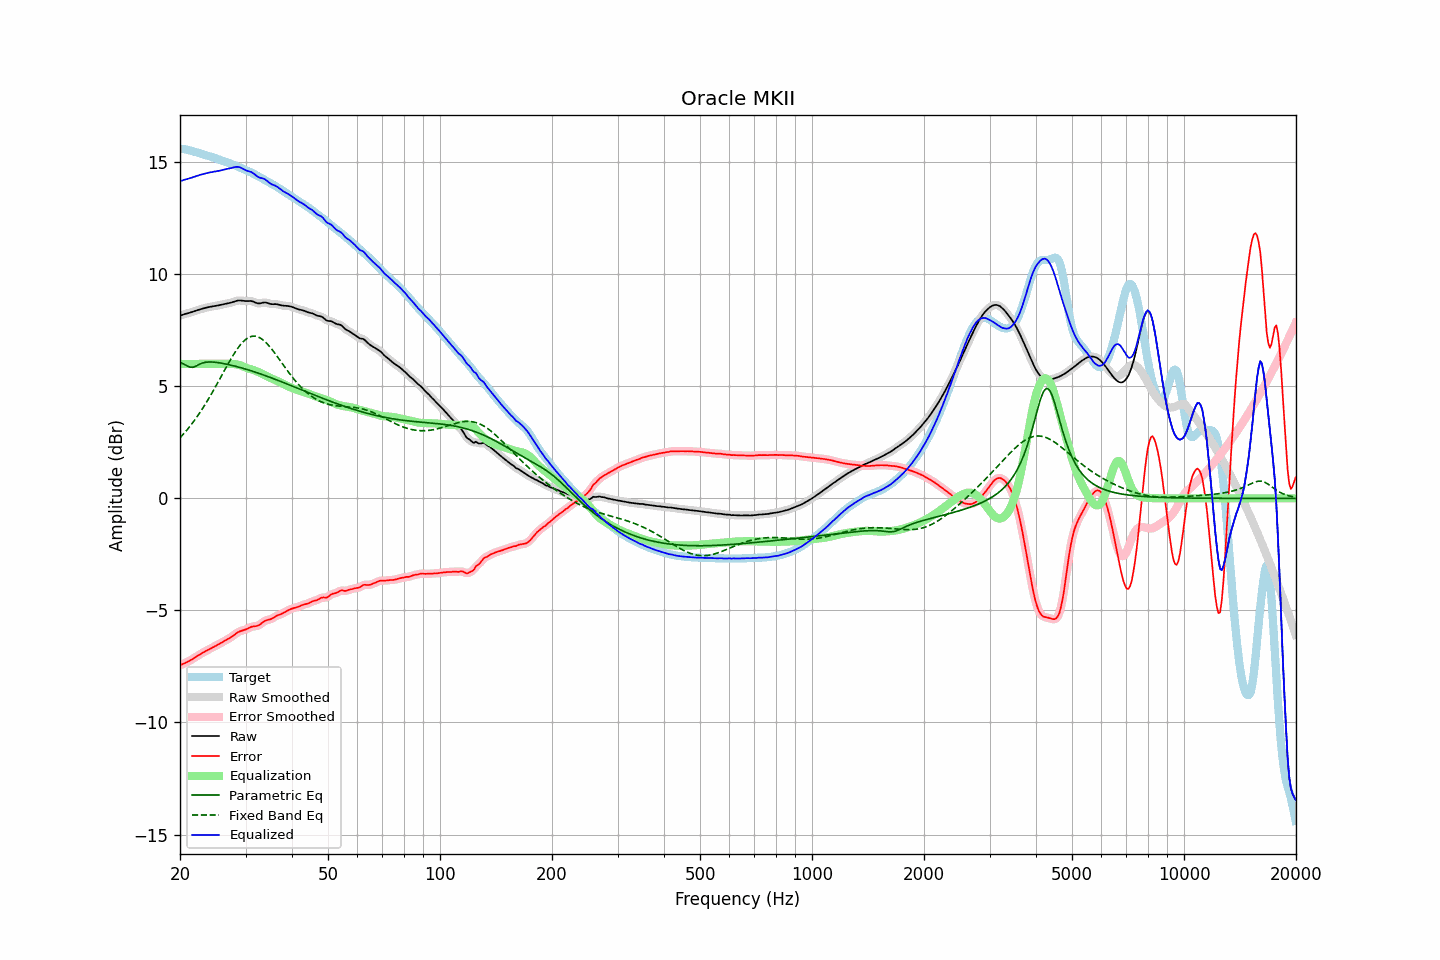 Oracle MKII
Amplitude (dBr)
15
10
5
0
−5
−10
−15
Target
Raw Smoothed
Error Smoothed
Raw
Error
Equalization
Parametric Eq
Fixed Band Eq
Equalized
20 50 100 200 500 1000 2000 5000 10000 20000
Frequency (Hz)